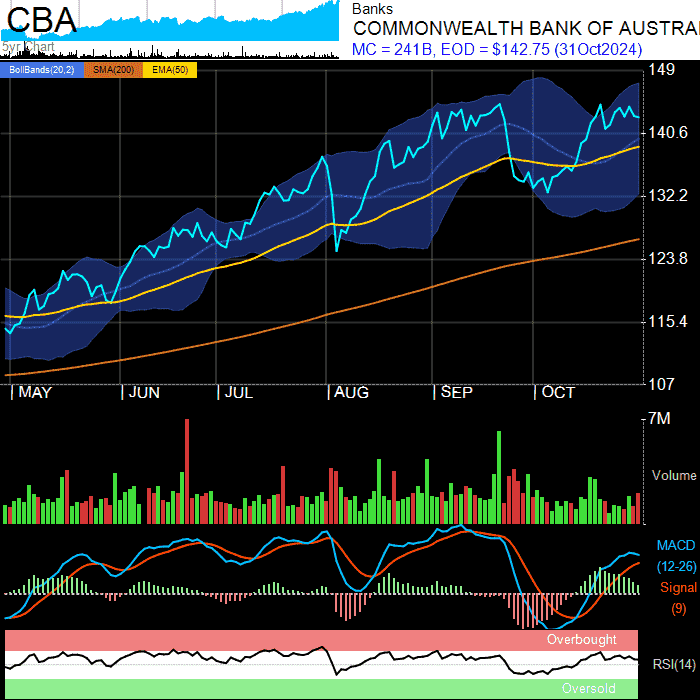 CBA
5yr Chart
Banks
COMMONWEALTH BANK OF AUSTRA
MC = 241B, EOD = $142.75 (31Oct2024)
BollBands(20,2) SMA(200) EMA(50)
149
140.6
132.2
123.8
115.4
107
MAY JUN JUL AUG SEP OCT
7M
Volume
MACD
(12-26)
Signal
(9)
Overbought
RSI(14)
Oversold